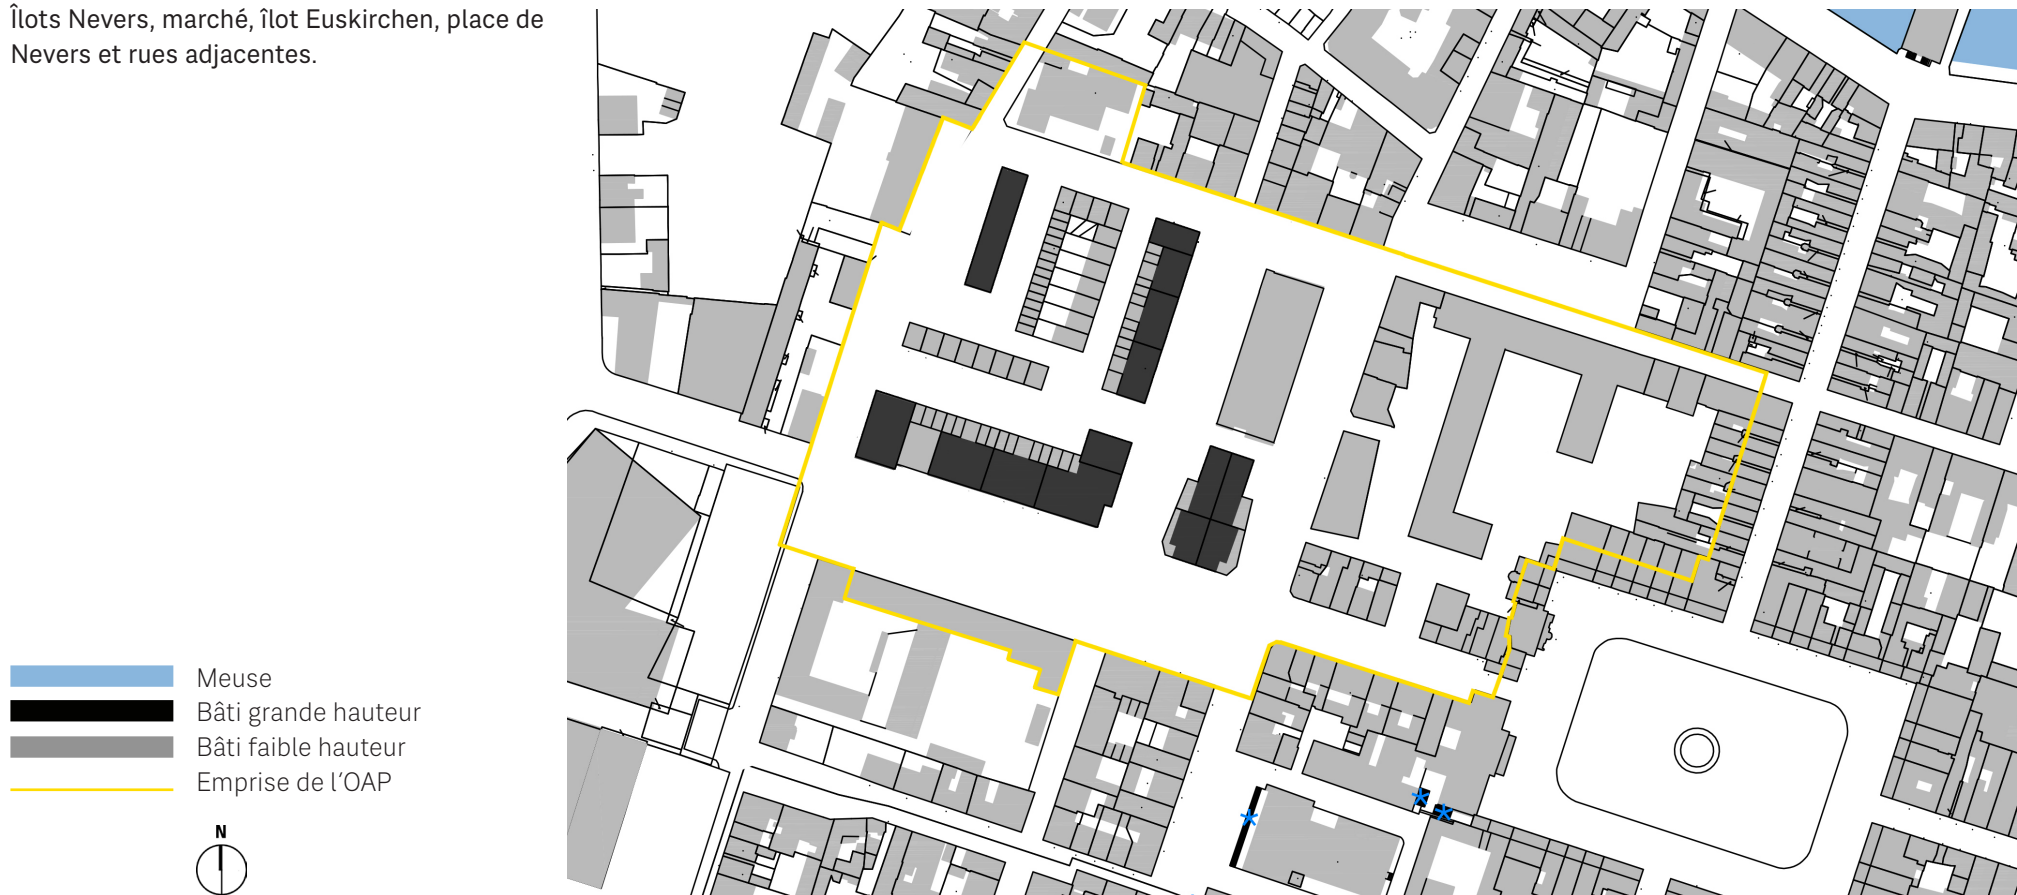 Îlots Nevers, marché, îlot Euskirchen, place de
Nevers et rues adjacentes.
Meuse
Bâti grande hauteur
Bâti faible hauteur
Emprise de l’OAP
N